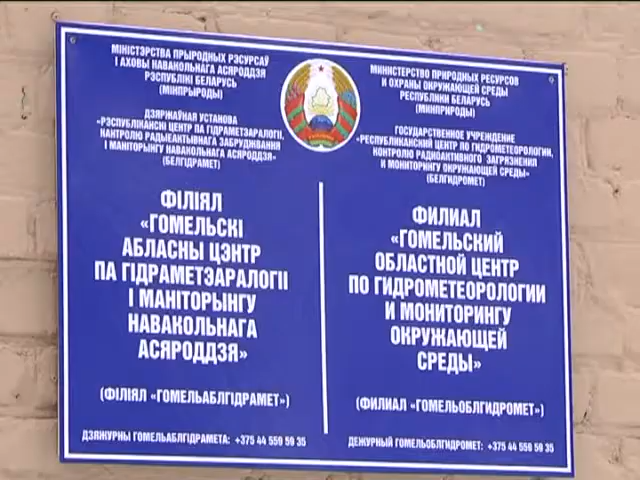 МІНІСТЭРСТВА ПРЫРОДНЫХ РЭСУРСАЎ
І АХОВЫ НАВАКОЛЬНАГА АСЯРОДДЗЯ
РЭСПУБЛІКІ БЕЛАРУСЬ
(МІНПРЫРОДЫ)
ДЗЯРЖАЎНАЯ УСТАНОВА
«РЭСПУБЛІКАНСКІ ЦЕНТР ПА ГІДРАМЕТЭАРАЛОГІІ,
КАНТРОЛЮ РАДЫЕАКТЫЎНАГА ЗАБРУДЖВАННЯ
І МАНІТОРЫНГУ НАВАКОЛЬНАГА АСЯРОДДЗЯ»
(БЕЛГІДРАМЕТ)
ФІЛІЯЛ
«ГОМЕЛЬСКІ
АБЛАСНЫ ЦЭНТР
ПА ГІДРАМЕТЭАРАЛОГІІ
І МАНІТОРЫНГУ
НАВАКОЛЬНАГА
АСЯРОДДЗЯ»
(ФІЛІЯЛ «ГОМЕЛЬАБЛГІДРАМЕТ»)
ДЗЯЖУРНЫ ГОМЕЛЬАБЛГІДРАМЕТА: +375 44 559 59 35
МИНИСТЕРСТВО ПРИРОДНЫХ РЕСУРСОВ
И ОХРАНЫ ОКРУЖАЮЩЕЙ СРЕДЫ
РЕСПУБЛИКИ БЕЛАРУСЬ
(МИНПРИРОДЫ)
ГОСУДАРСТВЕННОЕ УЧРЕЖДЕНИЕ
«РЕСПУБЛИКАНСКИЙ ЦЕНТР ПО ГИДРОМЕТЕОРОЛОГИИ,
КОНТРОЛЮ РАДИОАКТИВНОГО ЗАГРЯЗНЕНИЯ
И МОНИТОРИНГУ ОКРУЖАЮЩЕЙ СРЕДЫ»
(БЕЛГИДРОМЕТ)
ФИЛИАЛ
«ГОМЕЛЬСКИЙ
ОБЛАСТНОЙ ЦЕНТР
ПО ГИДРОМЕТЕОРОЛОГИИ
И МОНИТОРИНГУ
ОКРУЖАЮЩЕЙ
СРЕДЫ»
(ФИЛИАЛ «ГОМЕЛЬОБЛГИДРОМЕТ»)
ДЕЖУРНЫЙ ГОМЕЛЬОБЛГИДРОМЕТ: +375 44 559 59 35